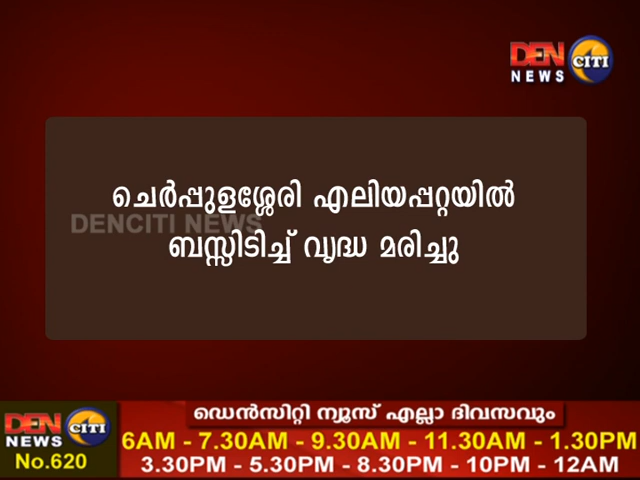 DEN CITI
NEWS
ചെർപ്പുളശ്ശേരി എലിയപ്പറ്റയിൽ
DENCITI NEWS
ബസ്സിടിച്ച് വൃദ്ധ മരിച്ചു
DEN CITI
NEWS
No.620
ഡെൻസിറ്റി ന്യൂസ് എല്ലാ ദിവസവും
6AM - 7.30AM - 9.30AM - 11.30AM - 1.30PM
3.30PM - 5.30PM - 8.30PM - 10PM - 12AM